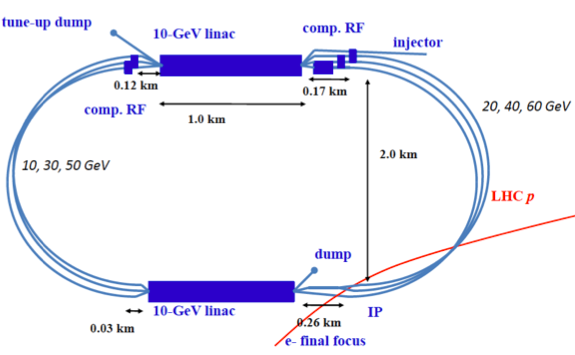 tune-up dump
10-GeV linac
comp. RF
injector
0.12 km
0.17 km
comp. RF
1.0 km
20, 40, 60 GeV
10, 30, 50 GeV
2.0 km
LHC p
dump
10-GeV linac
IP
0.03 km
0.26 km
e- final focus